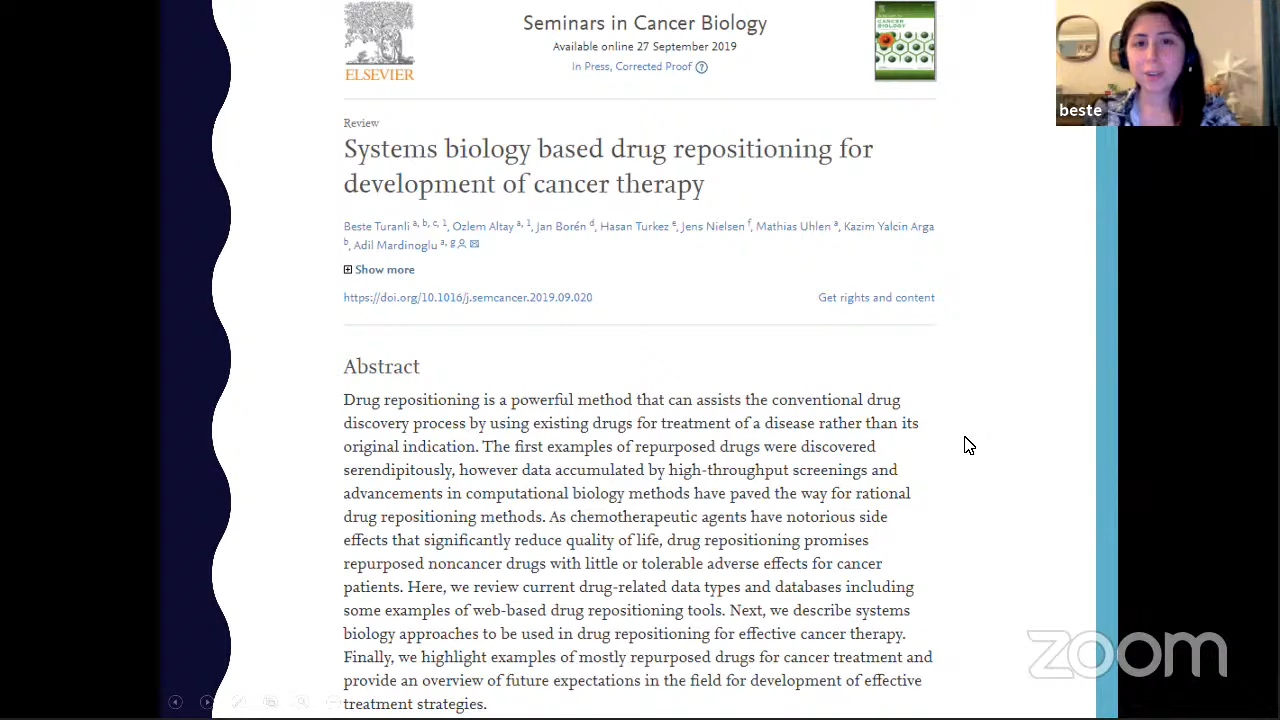 ELSEVIER
Seminars in Cancer Biology
Available online 27 September 2019
In Press, Corrected Proof ?
beste
Review
Systems biology based drug repositioning for
development of cancer therapy
Beste Turanli a, b, c, 1, Ozlem Altay a, 1, Jan Borén d, Hasan Turkez e, Jens Nielsen f, Mathias Uhlen a, Kazim Yalcin Arga
b, Adil Mardinoglu a, g
Show more
https://doi.org/10.1016/j.semcancer.2019.09.020
Get rights and content
Abstract
Drug repositioning is a powerful method that can assists the conventional drug
discovery process by using existing drugs for treatment of a disease rather than its
original indication. The first examples of repurposed drugs were discovered
serendipitously, however data accumulated by high-throughput screenings and
advancements in computational biology methods have paved the way for rational
drug repositioning methods. As chemotherapeutic agents have notorious side
effects that significantly reduce quality of life, drug repositioning promises
repurposed noncancer drugs with little or tolerable adverse effects for cancer
patients. Here, we review current drug-related data types and databases including
some examples of web-based drug repositioning tools. Next, we describe systems
biology approaches to be used in drug repositioning for effective cancer therapy.
Finally, we highlight examples of mostly repurposed drugs for cancer treatment and
provide an overview of future expectations in the field for development of effective
treatment strategies.
zoom